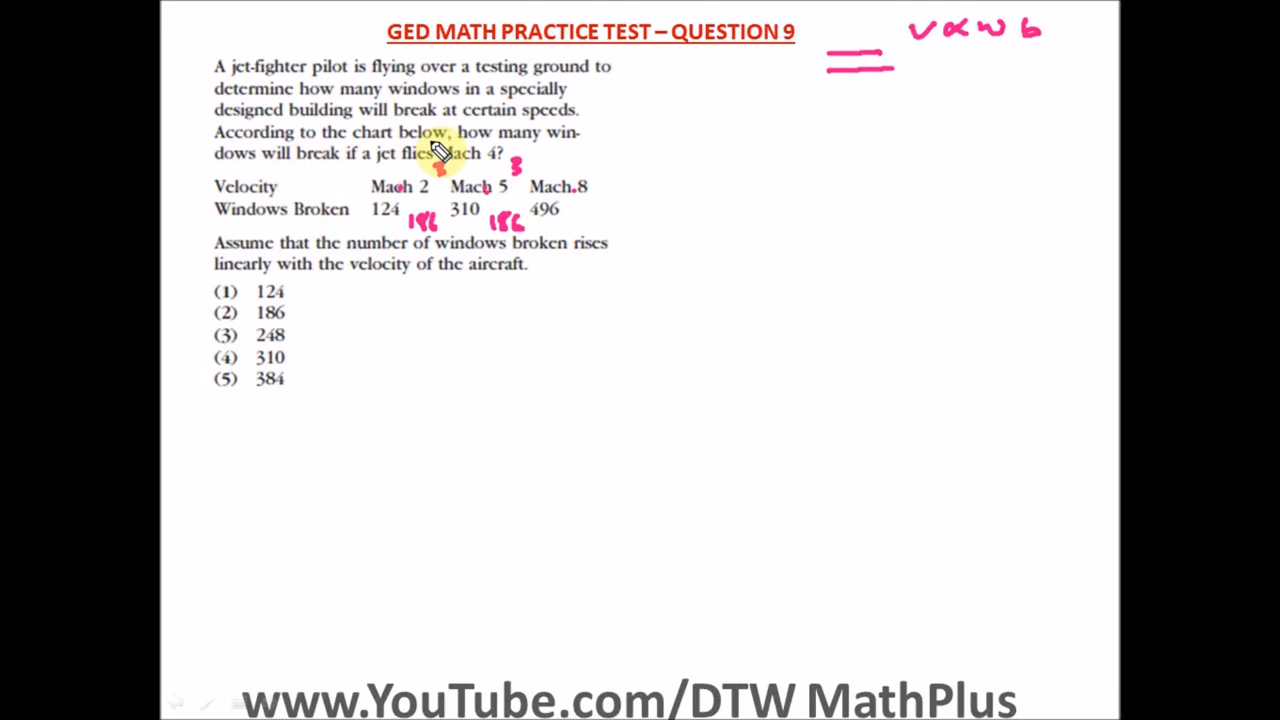 GED MATH PRACTICE TEST – QUESTION 9
v ∝ w b
A jet-fighter pilot is flying over a testing ground to
determine how many windows in a specially
designed building will break at certain speeds.
According to the chart below, how many win-
dows will break if a jet flies Mach 4?
3 3
Velocity Mach 2 Mach 5 Mach 8
Windows Broken 124 310 496
186 186
Assume that the number of windows broken rises
linearly with the velocity of the aircraft.
(1) 124
(2) 186
(3) 248
(4) 310
(5) 384
www.YouTube.com/DTW MathPlus